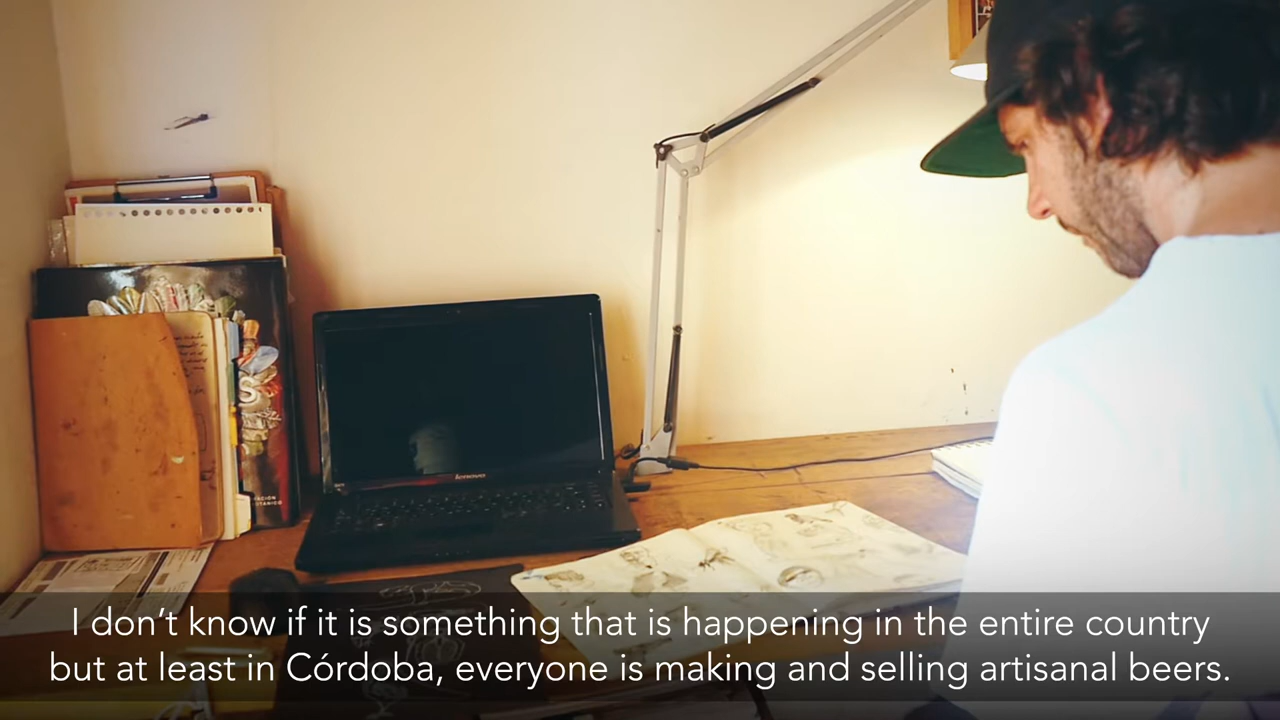 lenovo
I don’t know if it is something that is happening in the entire country
but at least in Córdoba, everyone is making and selling artisanal beers.